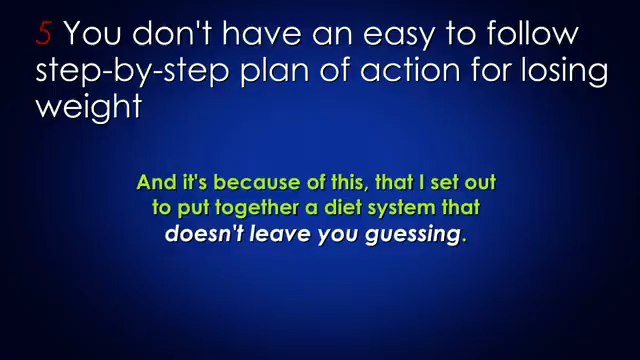 5 You don't have an easy to follow
step-by-step plan of action for losing
weight
And it's because of this, that I set out
to put together a diet system that
doesn't leave you guessing.